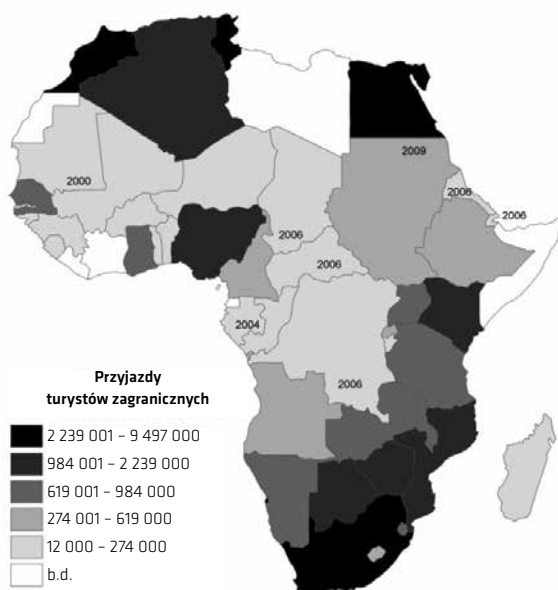 2009
2000
2006
2006
2006
2006
2004
2006
Przyjazdy
turystów zagranicznych
2 239 001 – 9 497 000
984 001 – 2 239 000
619 001 – 984 000
274 001 – 619 000
12 000 – 274 000
b.d.